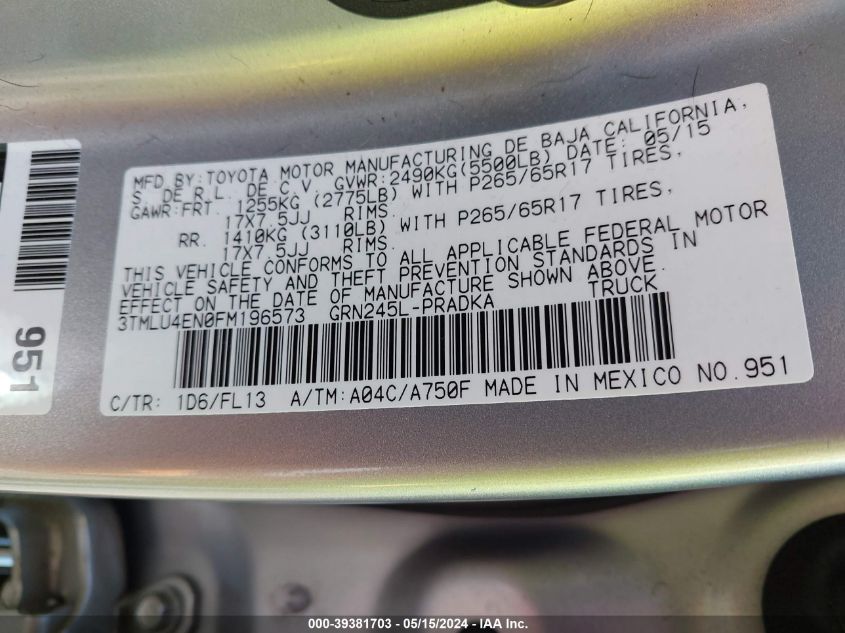 MFD BY:TOYOTA MOTOR MANUFACTURING DE BAJA CALIFORNIA,
S. DE R.L. DE C.V. GVWR:2490KG(5500LB) DATE: 05/15
GAWR:FRT. 1255KG (2775LB) WITH P265/65R17 TIRES,
17X7.5JJ RIMS.
RR. 1410KG (3110LB) WITH P265/65R17 TIRES,
17X7.5JJ RIMS.
THIS VEHICLE CONFORMS TO ALL APPLICABLE FEDERAL MOTOR
VEHICLE SAFETY AND THEFT PREVENTION STANDARDS IN
EFFECT ON THE DATE OF MANUFACTURE SHOWN ABOVE.
3TMLU4EN0FM196573 GRN245L-PRADKA TRUCK
C/TR: 1D6/FL13 A/TM:A04C/A750F MADE IN MEXICO NO.951
951
000-39381703 - 05/15/2024 - © IAA Inc.